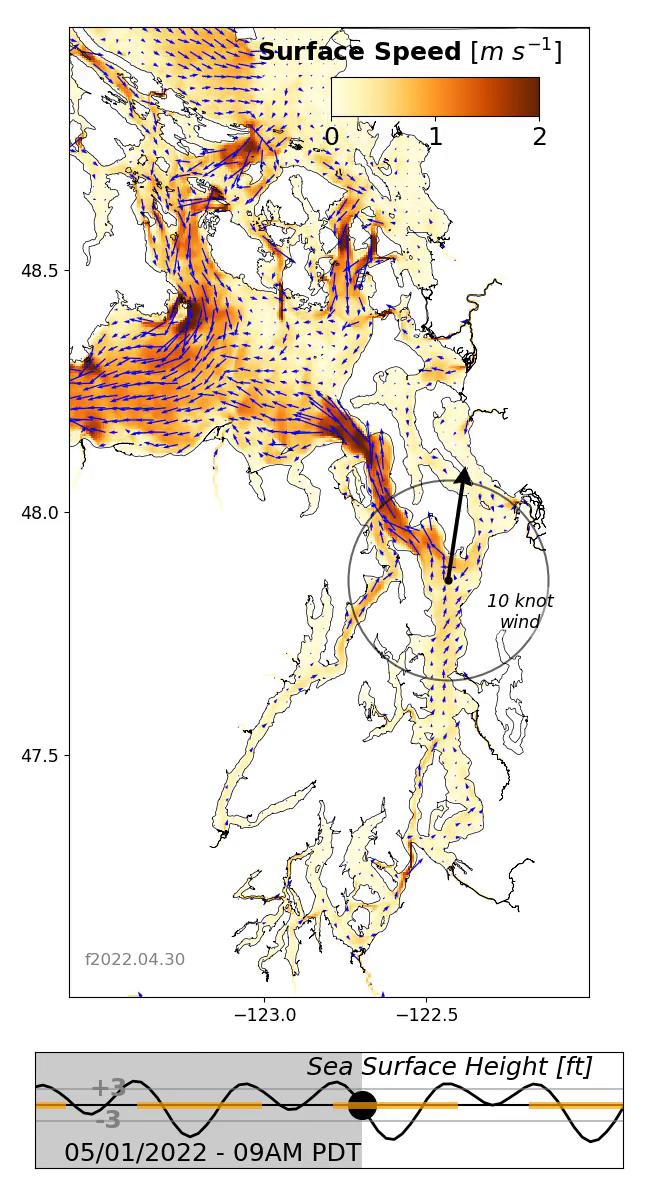 Surface Speed [m s⁻¹]
0 1 2
48.5
48.0
10 knot
wind
47.5
f2022.04.30
−123.0 −122.5
Sea Surface Height [ft]
+3
-3
05/01/2022 - 09AM PDT